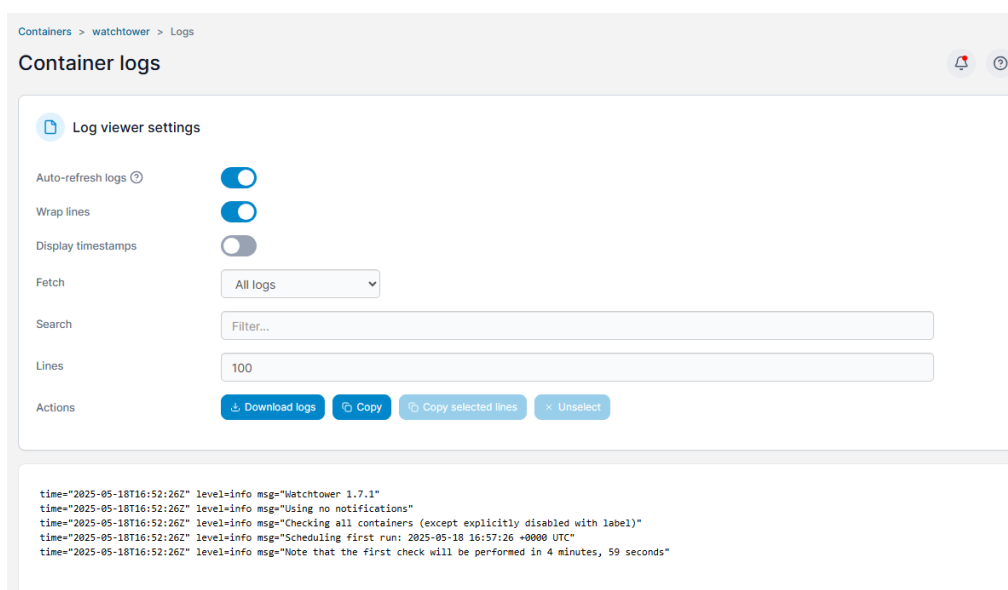 Containers > watchtower > Logs
Container logs
Log viewer settings
Auto-refresh logs
Wrap lines
Display timestamps
Fetch All logs
Search Filter...
Lines 100
Actions Download logs Copy Copy selected lines × Unselect
time="2025-05-18T16:52:26Z" level=info msg="Watchtower 1.7.1"
time="2025-05-18T16:52:26Z" level=info msg="Using no notifications"
time="2025-05-18T16:52:26Z" level=info msg="Checking all containers (except explicitly disabled with label)"
time="2025-05-18T16:52:26Z" level=info msg="Scheduling first run: 2025-05-18 16:57:26 +0000 UTC"
time="2025-05-18T16:52:26Z" level=info msg="Note that the first check will be performed in 4 minutes, 59 seconds"